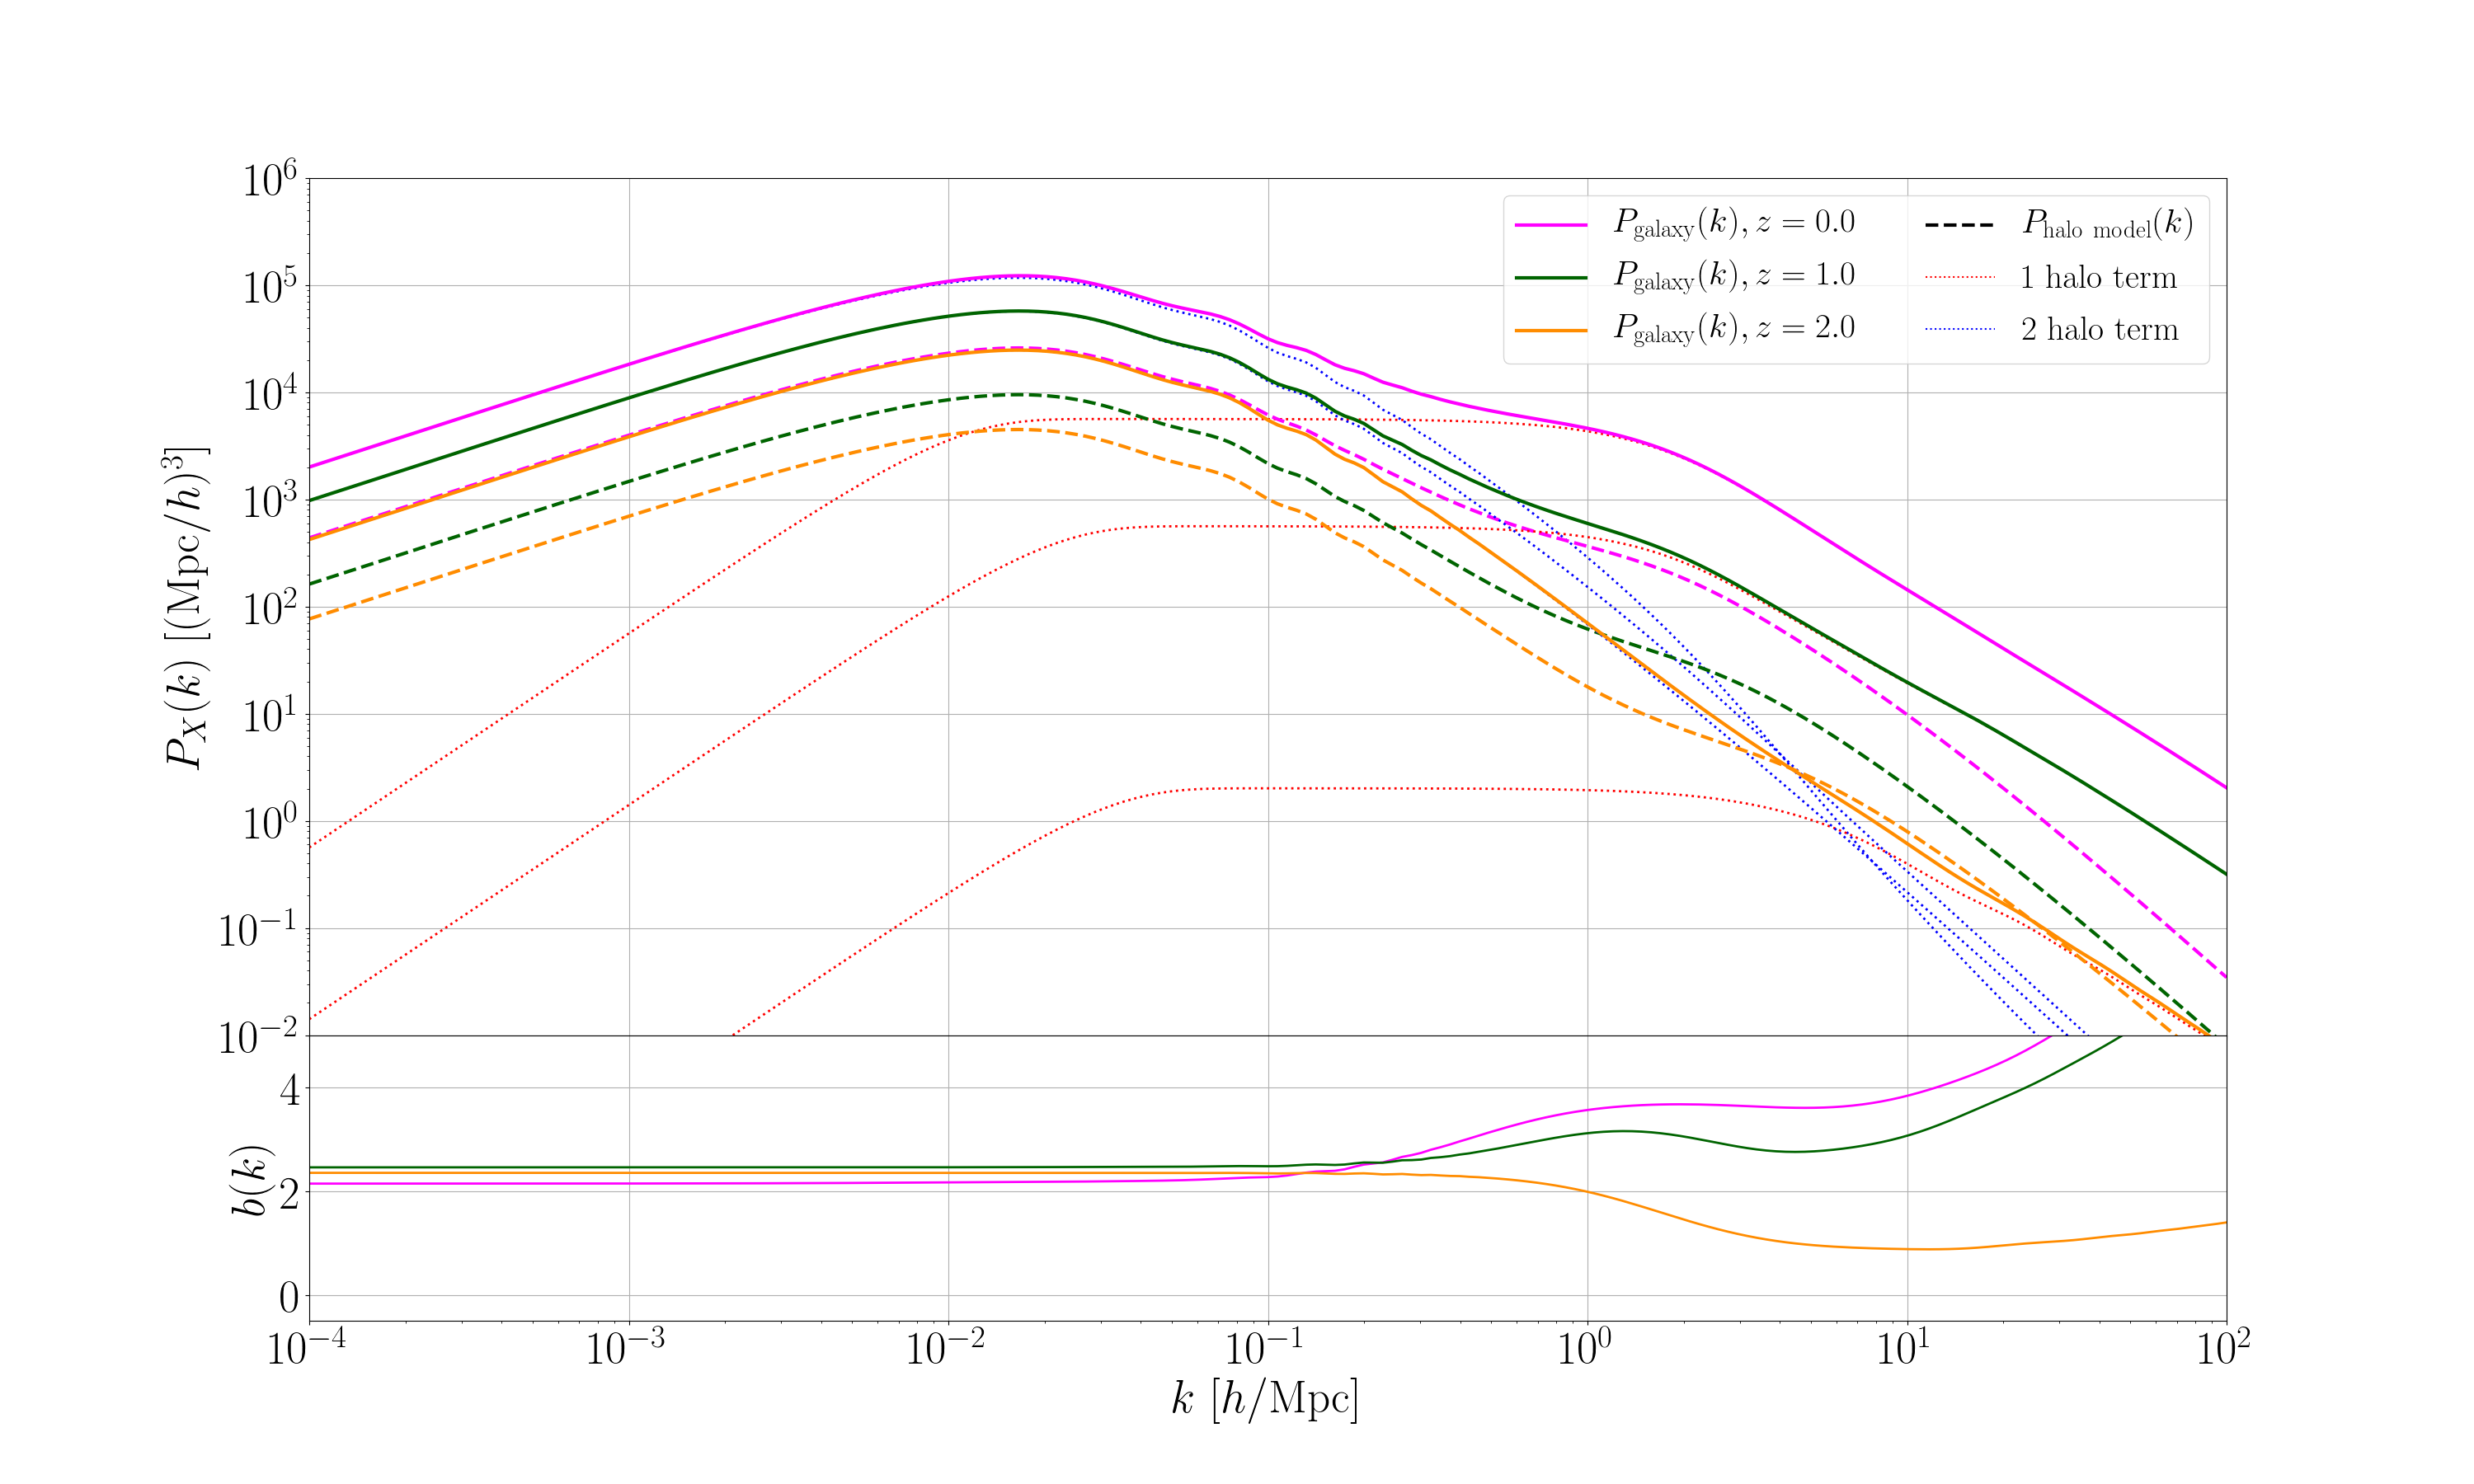 10^6
10^5
10^4
10^3
10^2
10^1
10^0
10^{-1}
10^{-2}
P_X(k) [(Mpc/h)^3]
P_galaxy(k), z = 0.0
P_galaxy(k), z = 1.0
P_galaxy(k), z = 2.0
P_halo model(k)
1 halo term
2 halo term
4
2
0
b(k)
10^{-4} 10^{-3} 10^{-2} 10^{-1} 10^0 10^1 10^2
k [h/Mpc]